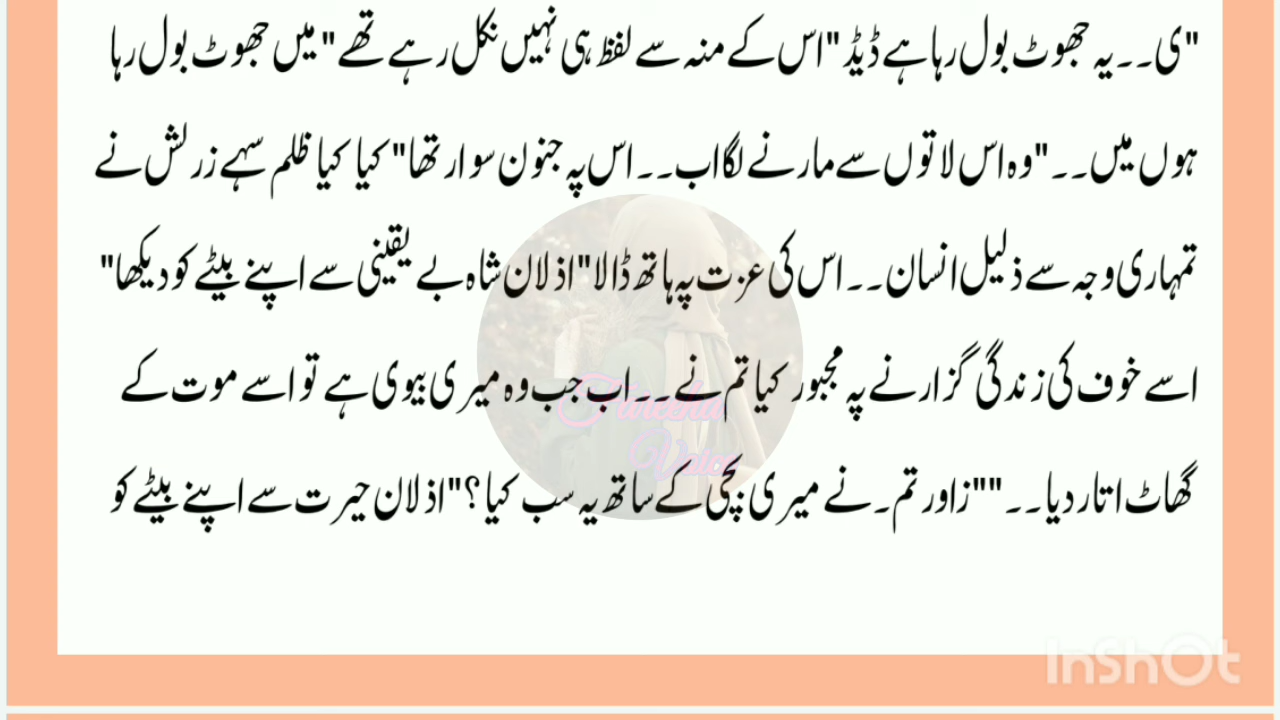 "ی۔۔یہ جھوٹ بول رہا ہے ڈیڈ "اس کے منہ سے لفظ ہی نہیں نکل رہے تھے" میں جھوٹ بول رہا
ہوں میں۔۔"وہ اس لاتوں سے مارنے لگا اب۔۔اس پہ جنون سوار تھا" کیا کیا ظلم سہے زرلش نے
تمہاری وجہ سے ذلیل انسان۔۔اس کی عزت پہ ہاتھ ڈالا"اذلان شاہ بے یقینی سے اپنے بیٹے کو دیکھا"
اسے خوف کی زندگی گزارنے پہ مجبور کیا تم نے۔۔اب جب وہ میری بیوی ہے تو اسے موت کے
Fareeha
Voice
گھاٹ اتار دیا۔۔""زاور تم۔نے میری بچی کے ساتھ یہ سب کیا؟"اذلان حیرت سے اپنے بیٹے کو
InShOt